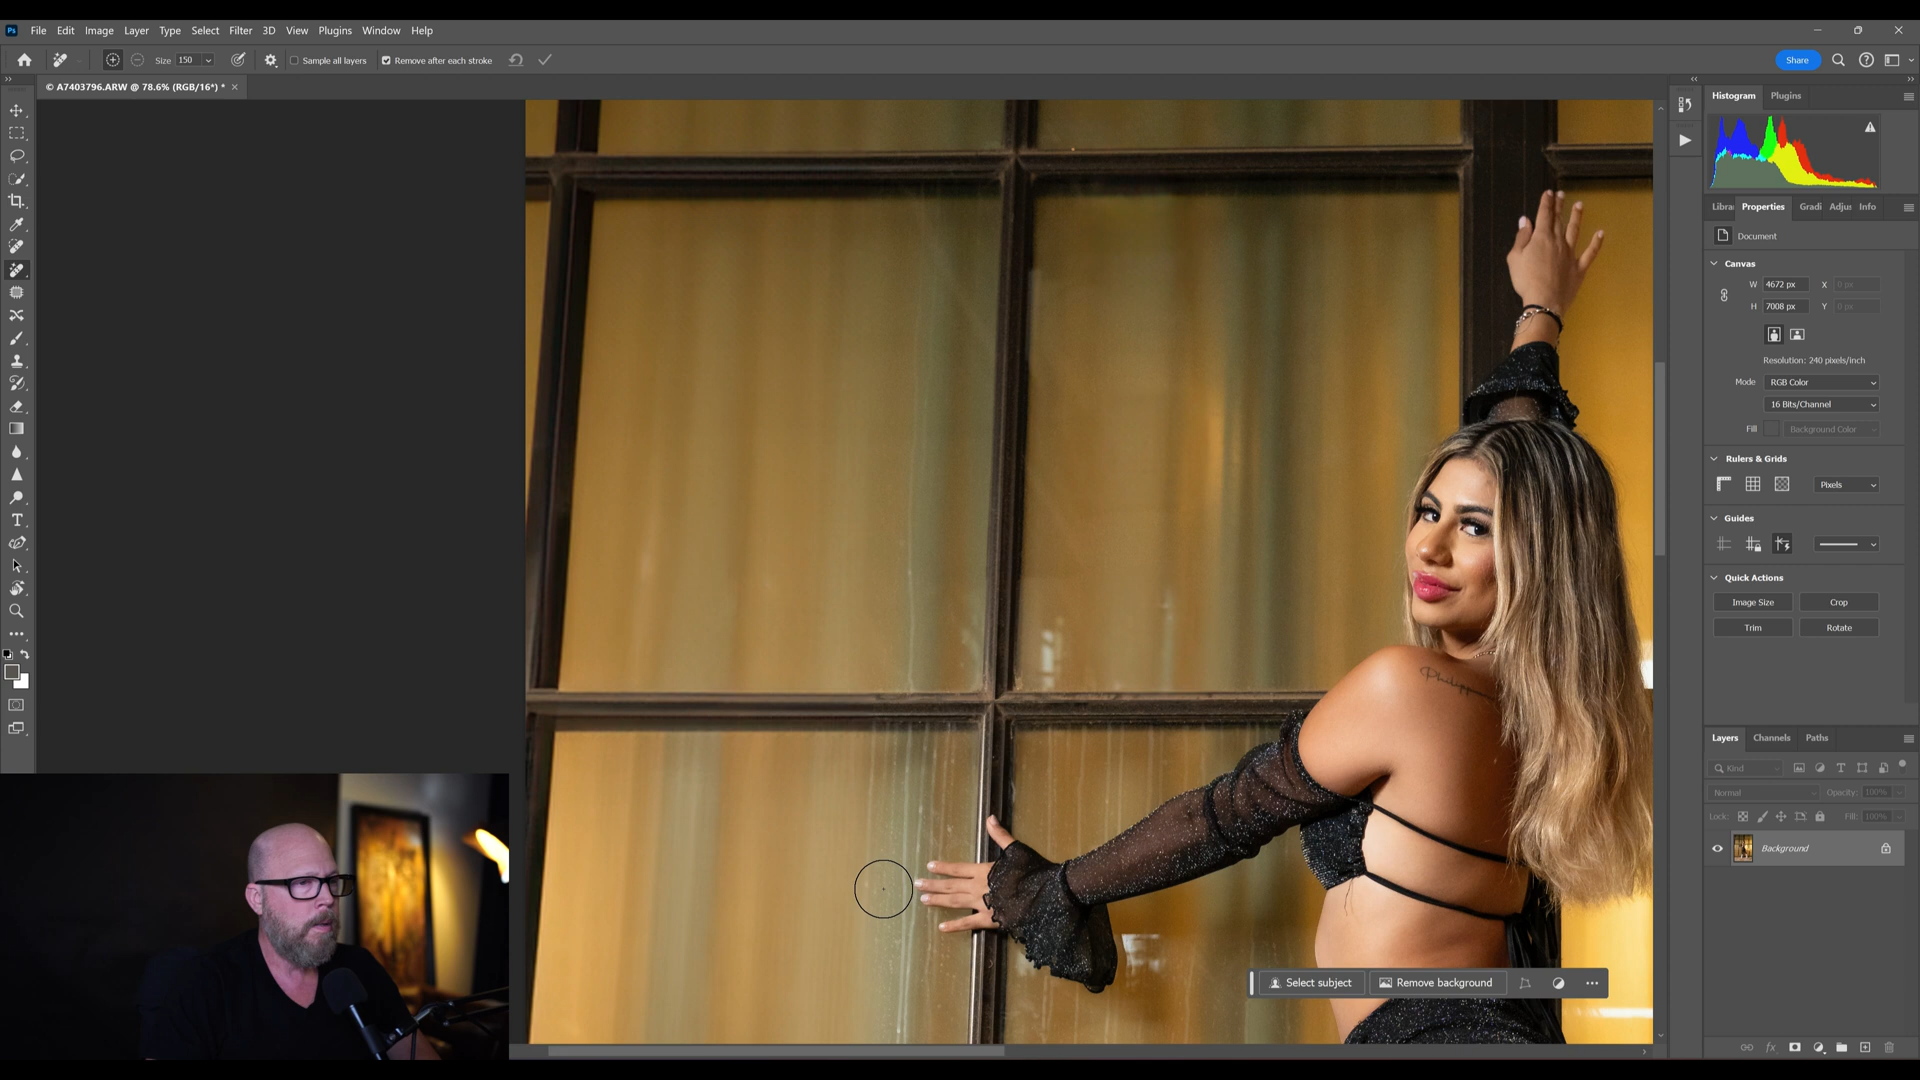 Ps File Edit Image Layer Type Select Filter 3D View Plugins Window Help
Size 150 Sample all layers Remove after each stroke Share
© A7403796.ARW @ 78.6% (RGB/16*) * ×
Histogram Plugins
Librar Properties Gradi Adjus Info
Document
Canvas
W 4672 px X 0 px
H 7008 px Y 0 px
Resolution: 240 pixels/inch
Mode RGB Color
16 Bits/Channel
Fill Background Color
Rulers & Grids
Pixels
Guides
Quick Actions
Image Size Crop
Trim Rotate
Layers Channels Paths
Kind
Normal Opacity: 100%
Lock: Fill: 100%
Background
Select subject Remove background